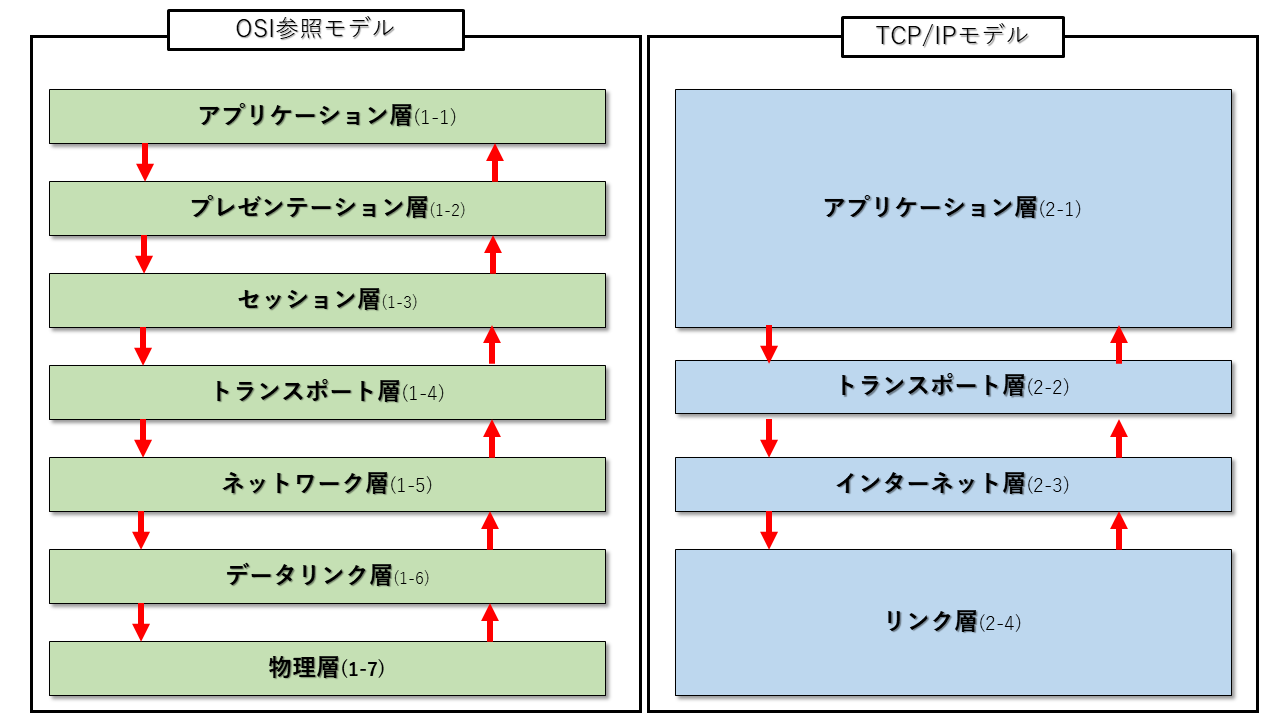 OSI参照モデル
アプリケーション層(1-1)
プレゼンテーション層(1-2)
セッション層(1-3)
トランスポート層(1-4)
ネットワーク層(1-5)
データリンク層(1-6)
物理層(1-7)
TCP/IPモデル
アプリケーション層(2-1)
トランスポート層(2-2)
インターネット層(2-3)
リンク層(2-4)